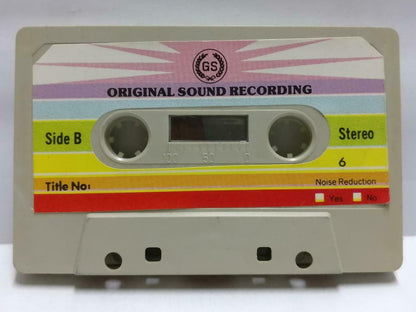 GS
ORIGINAL SOUND RECORDING
Side B
Stereo
100 50 0
6
Title No:
Noise Reduction
Yes No